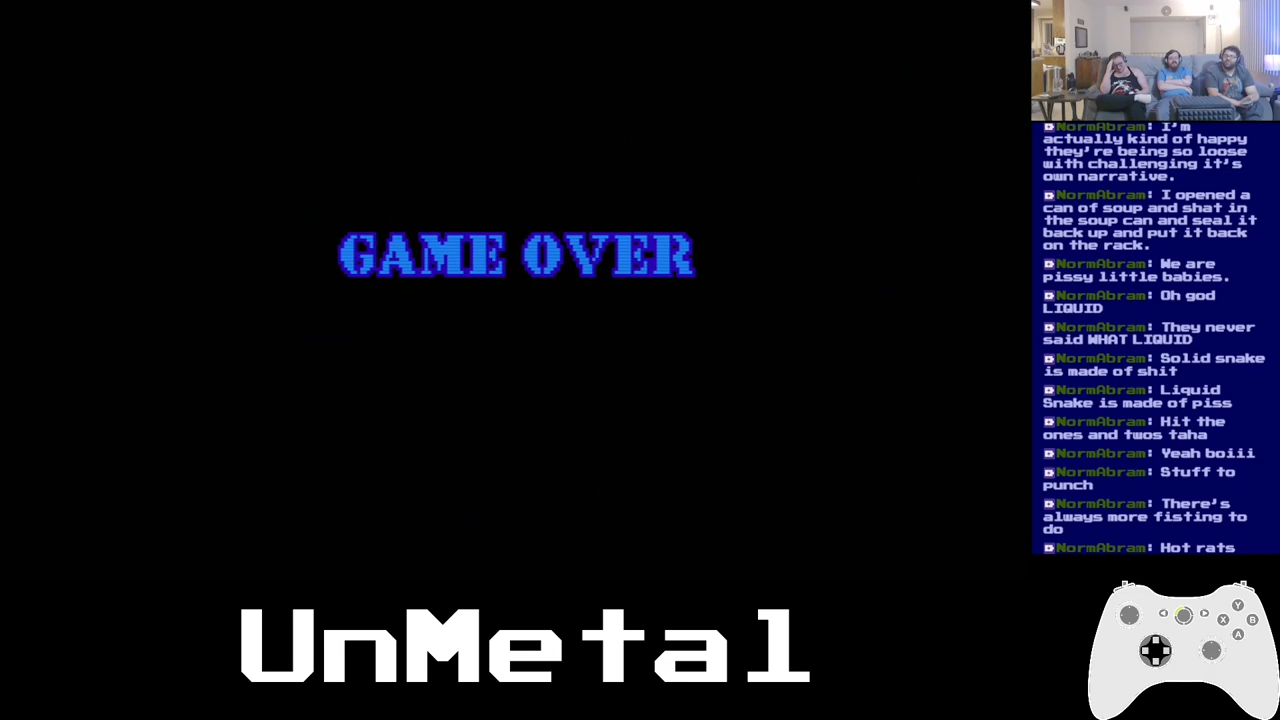 GAME OVER
UnMetal
NormAbram: I'm
actually kind of happy
they're being so loose
with challenging it's
own narrative.
NormAbram: I opened a
can of soup and shat in
the soup can and seal it
back up and put it back
on the rack.
NormAbram: We are
pissy little babies.
NormAbram: Oh god
LIQUID
NormAbram: They never
said WHAT LIQUID
NormAbram: Solid snake
is made of shit
NormAbram: Liquid
Snake is made of piss
NormAbram: Hit the
ones and twos taha
NormAbram: Yeah boiii
NormAbram: Stuff to
punch
NormAbram: There's
always more fisting to
do
NormAbram: Hot rats
Y
X B
A